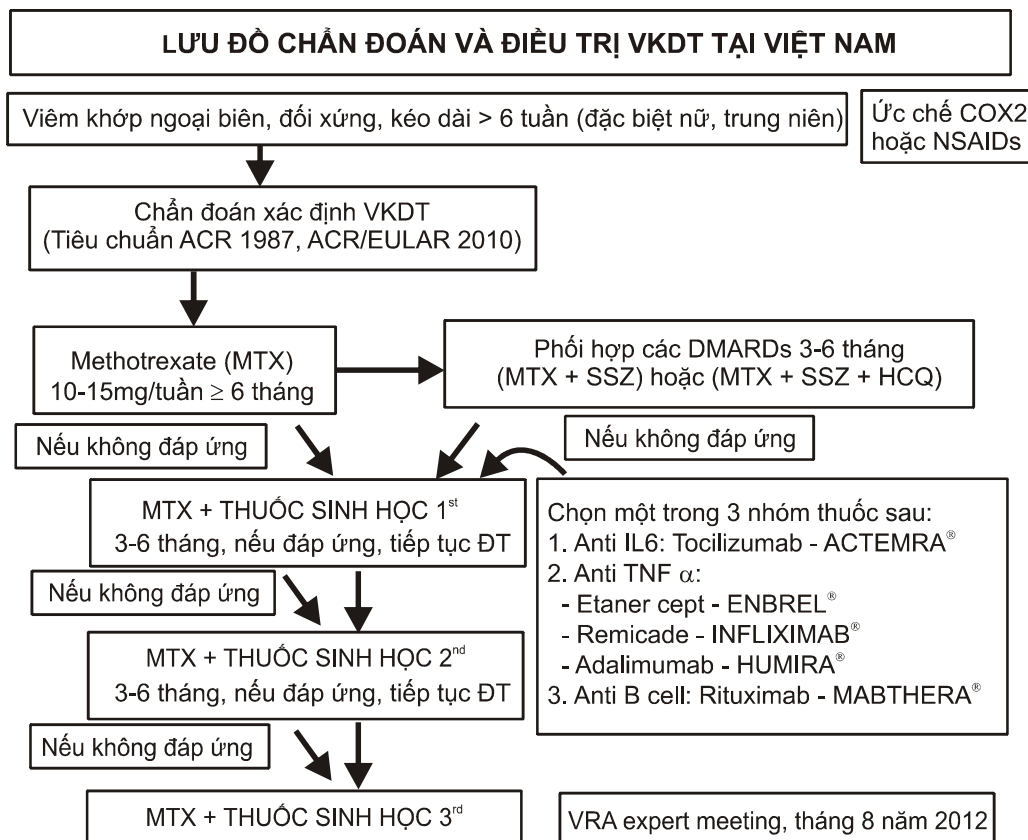 LƯU ĐỒ CHẨN ĐOÁN VÀ ĐIỀU TRỊ VKDT TẠI VIỆT NAM
Viêm khớp ngoại biên, đối xứng, kéo dài > 6 tuần (đặc biệt nữ, trung niên)
Ức chế COX2
hoặc NSAIDs
Chẩn đoán xác định VKDT
(Tiêu chuẩn ACR 1987, ACR/EULAR 2010)
Methotrexate (MTX)
10-15mg/tuần ≥ 6 tháng
Phối hợp các DMARDs 3-6 tháng
(MTX + SSZ) hoặc (MTX + SSZ + HCQ)
Nếu không đáp ứng
Nếu không đáp ứng
MTX + THUỐC SINH HỌC 1st
3-6 tháng, nếu đáp ứng, tiếp tục ĐT
Chọn một trong 3 nhóm thuốc sau:
1. Anti IL6: Tocilizumab - ACTEMRA®
2. Anti TNF α:
- Etaner cept - ENBREL®
- Remicade - INFLIXIMAB®
- Adalimumab - HUMIRA®
3. Anti B cell: Rituximab - MABTHERA®
Nếu không đáp ứng
MTX + THUỐC SINH HỌC 2nd
3-6 tháng, nếu đáp ứng, tiếp tục ĐT
Nếu không đáp ứng
MTX + THUỐC SINH HỌC 3rd
VRA expert meeting, tháng 8 năm 2012